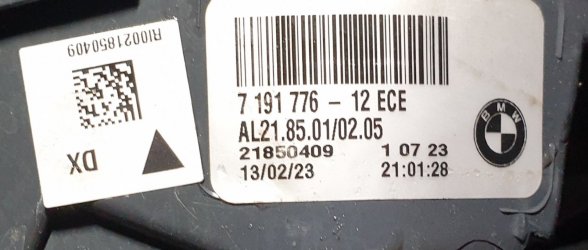 RI0021850409
DX
7 191 776 - 12 ECE
AL21.85.01/02.05
21850409 1 07 23
13/02/23 21:01:28
BMW